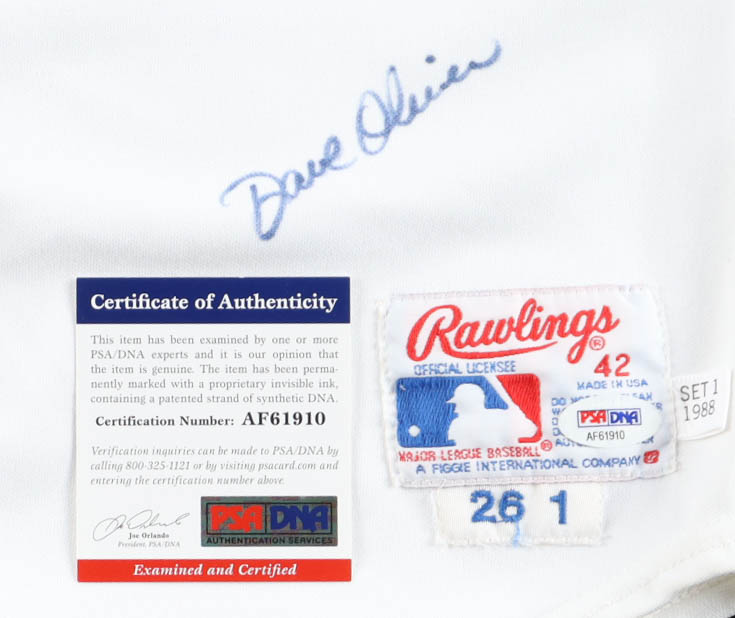 Dave Oliver
Certificate of Authenticity
This item has been examined by one or more
PSA/DNA experts and it is our opinion that
the item is genuine. The item has been perma-
nently marked with a proprietary invisible ink,
containing a patented strand of synthetic DNA.
Certification Number: AF61910
Verification inquiries can be made to PSA/DNA by
calling 800-325-1121 or by visiting psacard.com and
entering the certification number above.
Joe Orlando
President, PSA/DNA
PSA DNA
AUTHENTICATION SERVICES
Examined and Certified
Rawlings ®
OFFICIAL LICENSEE
42
MADE IN USA
PSA DNA
AF61910
MAJOR LEAGUE BASEBALL ®
A FIGGIE INTERNATIONAL COMPANY
SET 1
1988
26 1